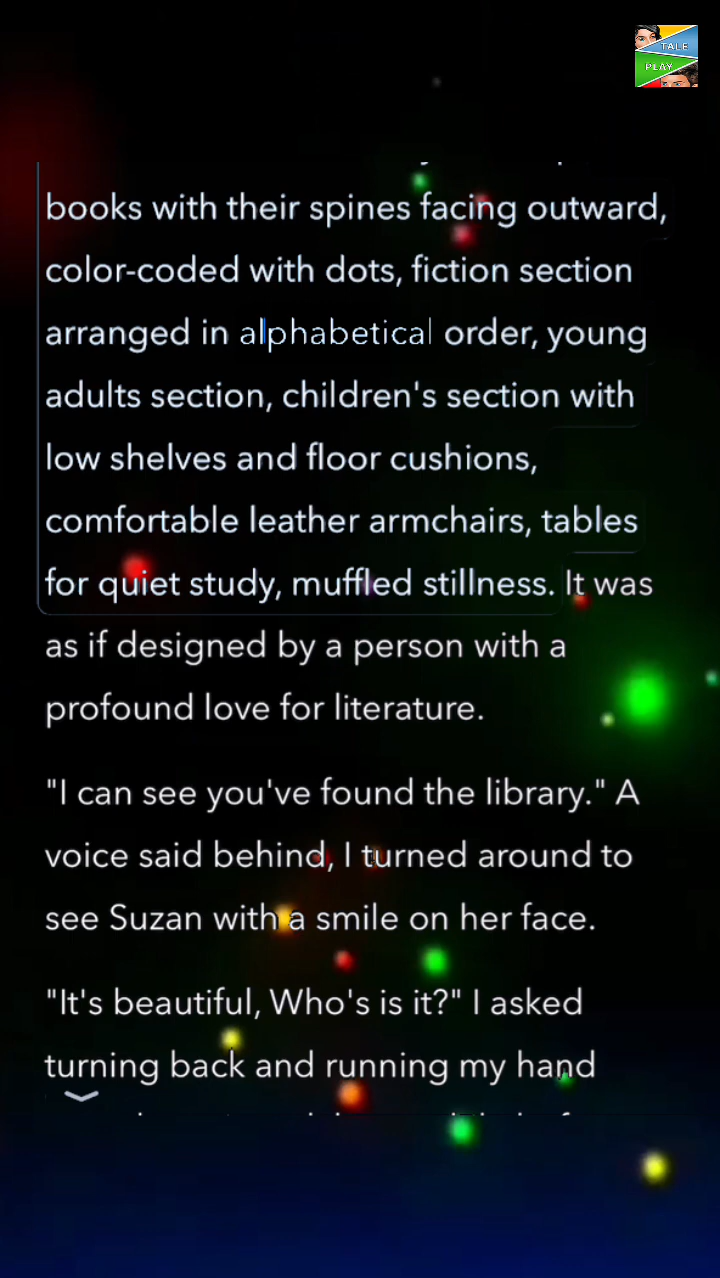 TALE
PLAY
books with their spines facing outward,
color-coded with dots, fiction section
arranged in alphabetical order, young
adults section, children's section with
low shelves and floor cushions,
comfortable leather armchairs, tables
for quiet study, muffled stillness. It was
as if designed by a person with a
profound love for literature.
"I can see you've found the library." A
voice said behind, I turned around to
see Suzan with a smile on her face.
"It's beautiful, Who's is it?" I asked
turning back and running my hand